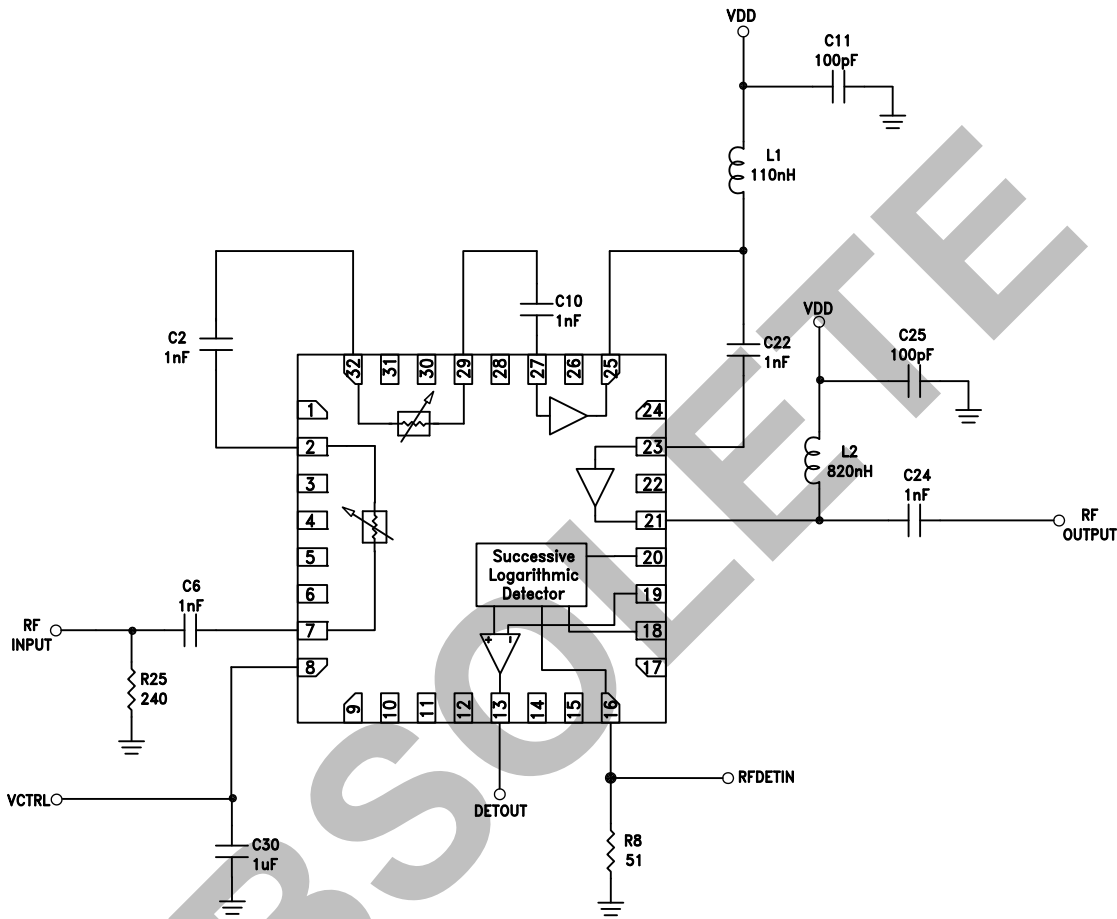 VDD
C11
100pF
L1
110nH
C2
1nF
C10
1nF
C22
1nF
VDD
C25
100pF
L2
820nH
C24
1nF
RF
OUTPUT
32
31
30
29
28
27
26
25
1
2
3
4
5
6
7
8
24
23
22
21
20
19
18
17
Successive
Logarithmic
Detector
+ -
9
10
11
12
13
14
15
16
C6
1nF
RF
INPUT
R25
240
VCTRL
C30
1uF
DETOUT
RFDETIN
R8
51
OBSOLETE